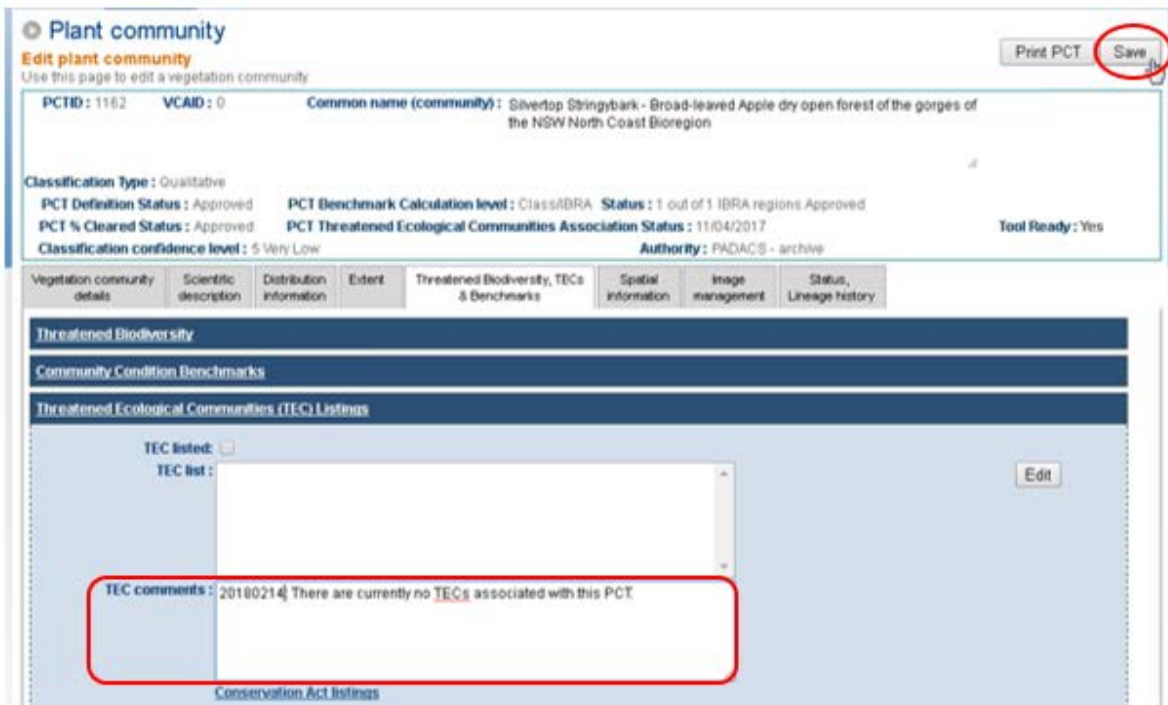 Plant community
Edit plant community
Use this page to edit a vegetation community
Print PCT Save
PCTID : 1162 VCAID : 0 Common name (community) : Silvertop Stringybark - Broad-leaved Apple dry open forest of the gorges of
the NSW North Coast Bioregion
Classification Type : Qualitative
PCT Definition Status : Approved PCT Benchmark Calculation level : Class/IBRA Status : 1 out of 1 IBRA regions Approved
PCT % Cleared Status : Approved PCT Threatened Ecological Communities Association Status : 11/04/2017 Tool Ready : Yes
Classification confidence level : 5 Very Low Authority : PADACS - archive
Vegetation community details
Scientific description
Distribution information
Extent
Threatened Biodiversity, TECs & Benchmarks
Spatial information
Image management
Status, Lineage history
Threatened Biodiversity
Community Condition Benchmarks
Threatened Ecological Communities (TEC) Listings
TEC listed:
TEC list :
Edit
TEC comments : 20180214 There are currently no TECs associated with this PCT.
Conservation Act listings